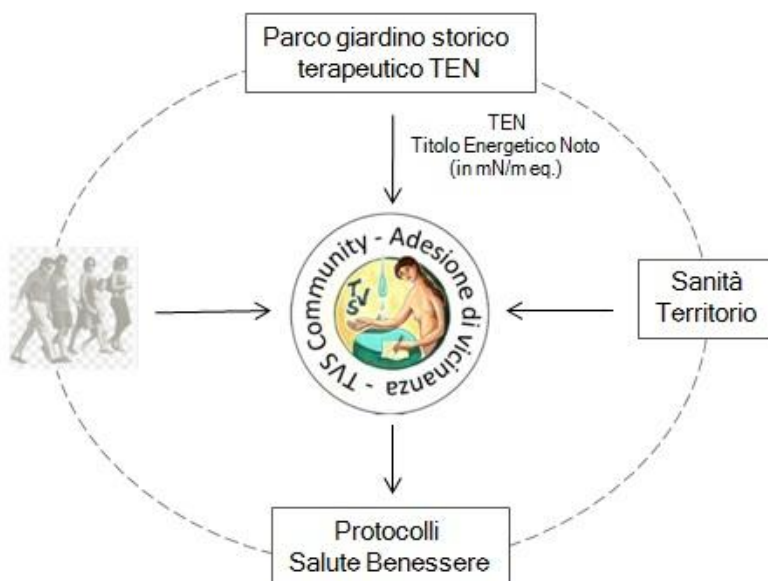 Parco giardino storico
terapeutico TEN
TEN
Titolo Energetico Noto
(in mN/m eq.)
TVS Community - Adesione di vicinanza -
TVS
Sanità
Territorio
Protocolli
Salute Benessere